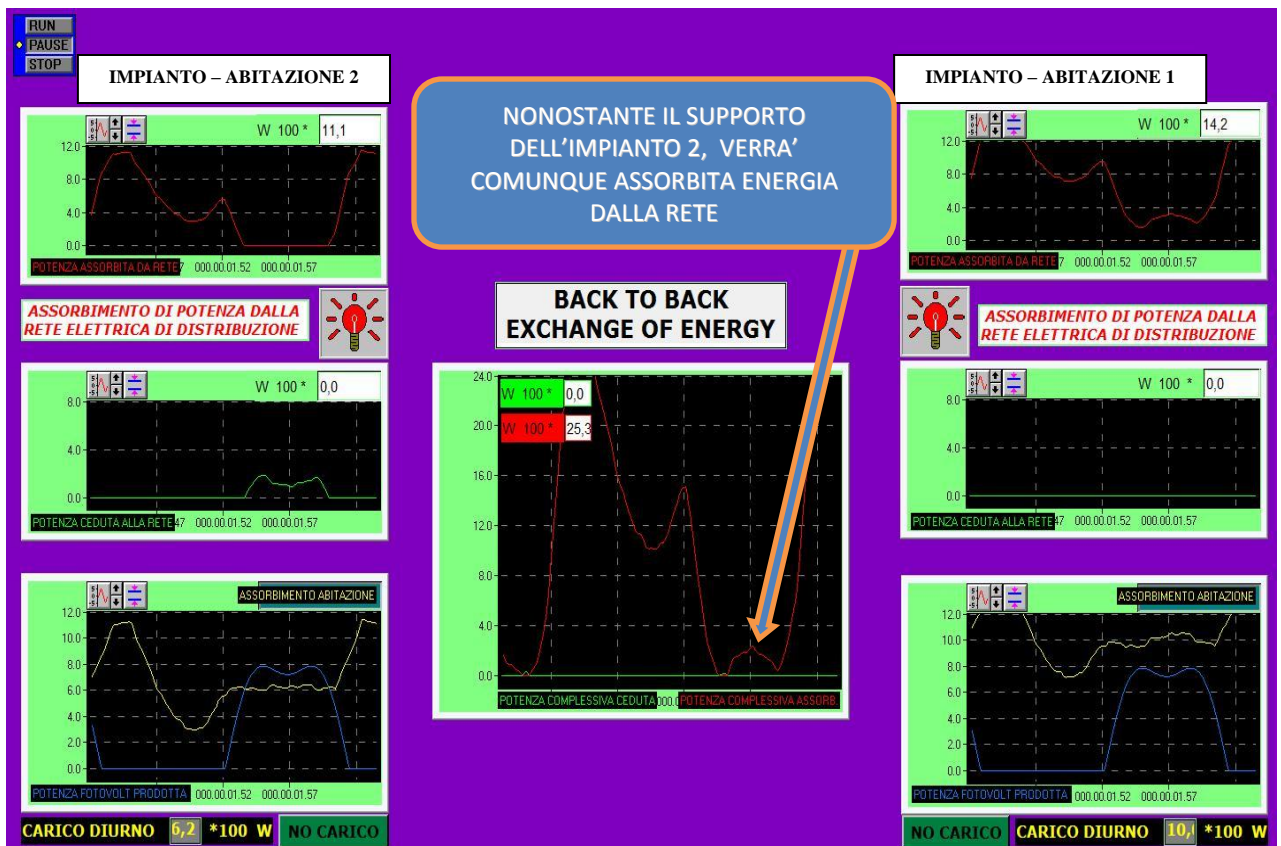 RUN
PAUSE
STOP
IMPIANTO – ABITAZIONE 2
W 100 * 11,1
12.0
8.0
4.0
0.0
POTENZA ASSORBITA DA RETE 7 000.00.01.52 000.00.01.57
ASSORBIMENTO DI POTENZA DALLA
RETE ELETTRICA DI DISTRIBUZIONE
W 100 * 0,0
8.0
4.0
0.0
POTENZA CEDUTA ALLA RETE 47 000.00.01.52 000.00.01.57
ASSORBIMENTO ABITAZIONE
12.0
10.0
8.0
6.0
4.0
2.0
0.0
POTENZA FOTOVOLT PRODOTTA 000.00.01.52 000.00.01.57
CARICO DIURNO 6,2 *100 W NO CARICO
NONOSTANTE IL SUPPORTO
DELL’IMPIANTO 2, VERRA’
COMUNQUE ASSORBITA ENERGIA
DALLA RETE
BACK TO BACK
EXCHANGE OF ENERGY
24.0
W 100 * 0,0
20.0
W 100 * 25,3
16.0
12.0
8.0
4.0
0.0
POTENZA COMPLESSIVA CEDUTA 000.0 POTENZA COMPLESSIVA ASSORB.
IMPIANTO – ABITAZIONE 1
W 100 * 14,2
12.0
8.0
4.0
0.0
POTENZA ASSORBITA DA RETE 7 000.00.01.52 000.00.01.57
ASSORBIMENTO DI POTENZA DALLA
RETE ELETTRICA DI DISTRIBUZIONE
W 100 * 0,0
8.0
4.0
0.0
POTENZA CEDUTA ALLA RETE 47 000.00.01.52 000.00.01.57
ASSORBIMENTO ABITAZIONE
12.0
10.0
8.0
6.0
4.0
2.0
0.0
POTENZA FOTOVOLT PRODOTTA 000.00.01.52 000.00.01.57
NO CARICO CARICO DIURNO 10, *100 W